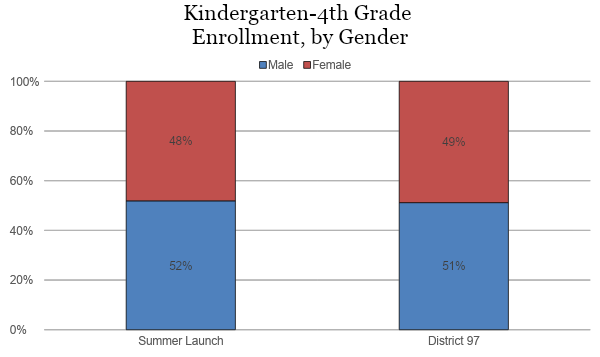 Kindergarten-4th Grade
Enrollment, by Gender
Male Female
100%
80%
60%
40%
20%
0%
48%
49%
52%
51%
Summer Launch
District 97